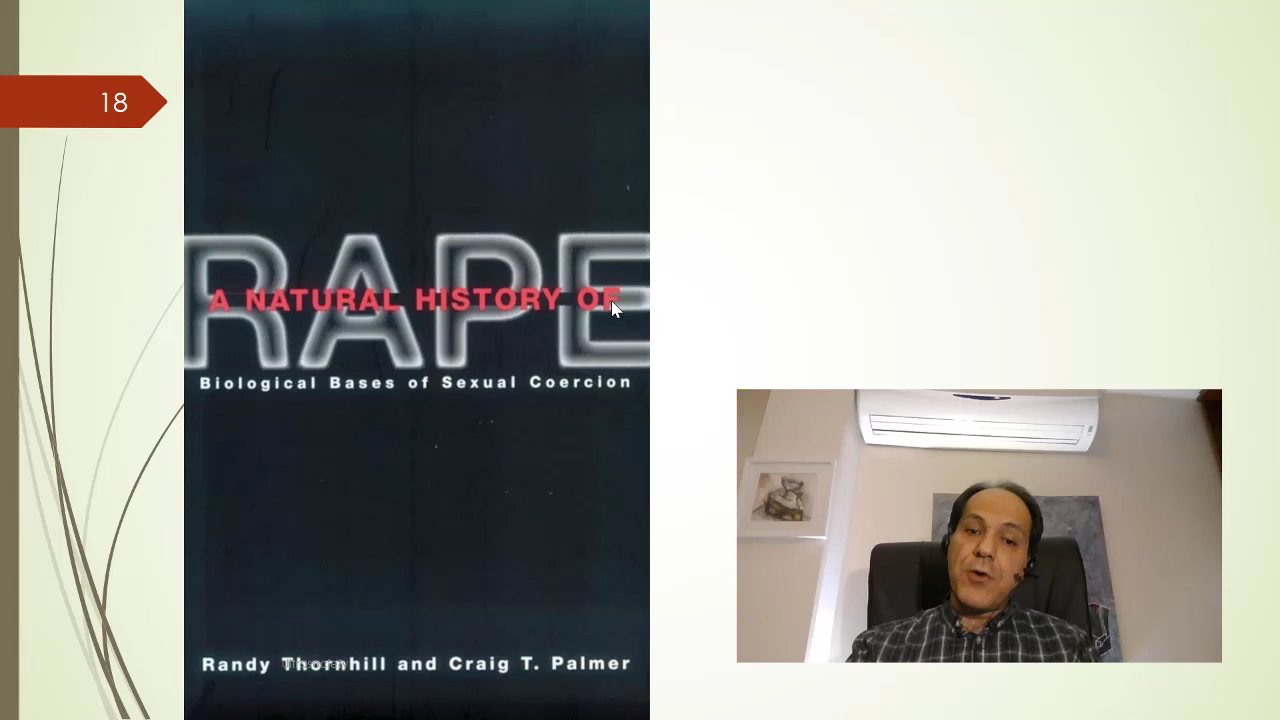 18
RAPE
A NATURAL HISTORY OF
Biological Bases of Sexual Coercion
Randy Thornhill and Craig T. Palmer